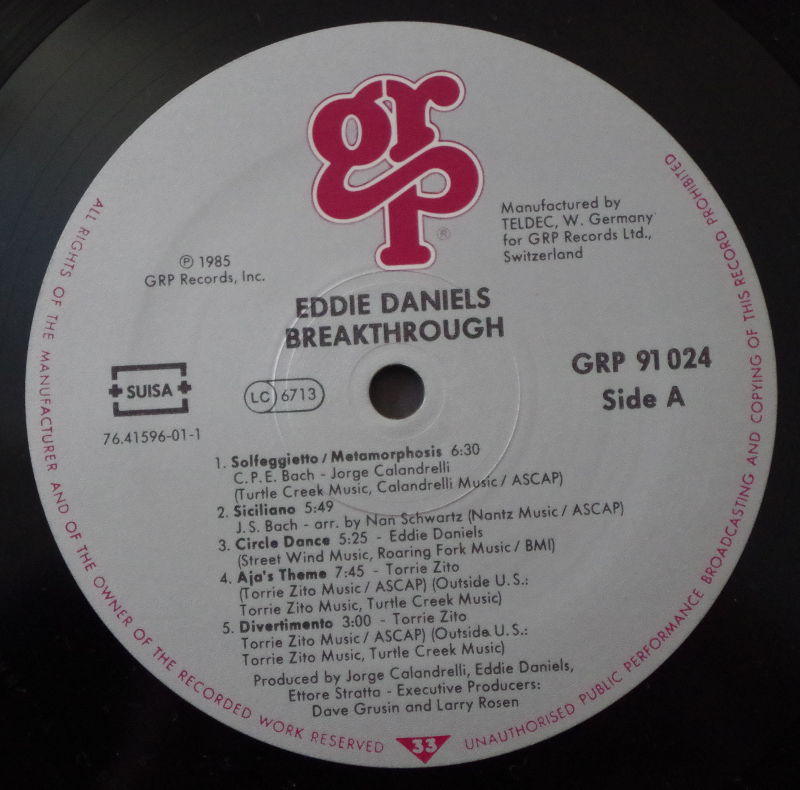 grp
®
Manufactured by
TELDEC, W. Germany
for GRP Records Ltd.,
Switzerland
℗ 1985
GRP Records, Inc.
EDDIE DANIELS
BREAKTHROUGH
GRP 91 024
Side A
SUISA
LC 6713
76.41596-01-1
1. Solfeggietto / Metamorphosis 6:30
C.P.E. Bach - Jorge Calandrelli
(Turtle Creek Music, Calandrelli Music / ASCAP)
2. Siciliano 5:49
J.S. Bach - arr. by Nan Schwartz (Nantz Music / ASCAP)
3. Circle Dance 5:25 - Eddie Daniels
(Street Wind Music, Roaring Fork Music / BMI)
4. Aja's Theme 7:45 - Torrie Zito
(Torrie Zito Music / ASCAP) (Outside U.S.:
Torrie Zito Music, Turtle Creek Music)
5. Divertimento 3:00 - Torrie Zito
Torrie Zito Music / ASCAP) (Outside U.S.:
Torrie Zito Music, Turtle Creek Music)
Produced by Jorge Calandrelli, Eddie Daniels,
Ettore Stratta - Executive Producers:
Dave Grusin and Larry Rosen
ALL RIGHTS OF THE MANUFACTURER AND OF THE OWNER OF THE RECORDED WORK RESERVED
33
UNAUTHORISED PUBLIC PERFORMANCE BROADCASTING AND COPYING OF THIS RECORD PROHIBITED